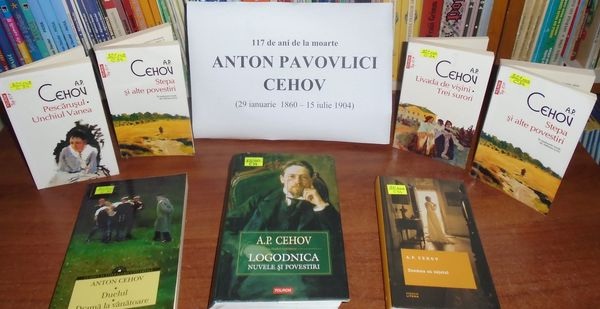 117 de ani de la moarte
ANTON PAVOVLICI
CEHOV
(29 ianuarie 1860 – 15 iulie 1904)
A.P.
CEHOV
Pescărușul •
Unchiul Vanea
A.P.
CEHOV
Stepa
și alte povestiri
A.P.
CEHOV
Livada de vișini •
Trei surori
A.P.
CEHOV
Stepa
și alte povestiri
ANTON CEHOV
Duelul
•
Dramă la vânătoare
A.P. CEHOV
LOGODNICA
NUVELE ȘI POVESTIRI
POLIROM
A.P. CEHOV
Doamna cu cățelul
LITERA